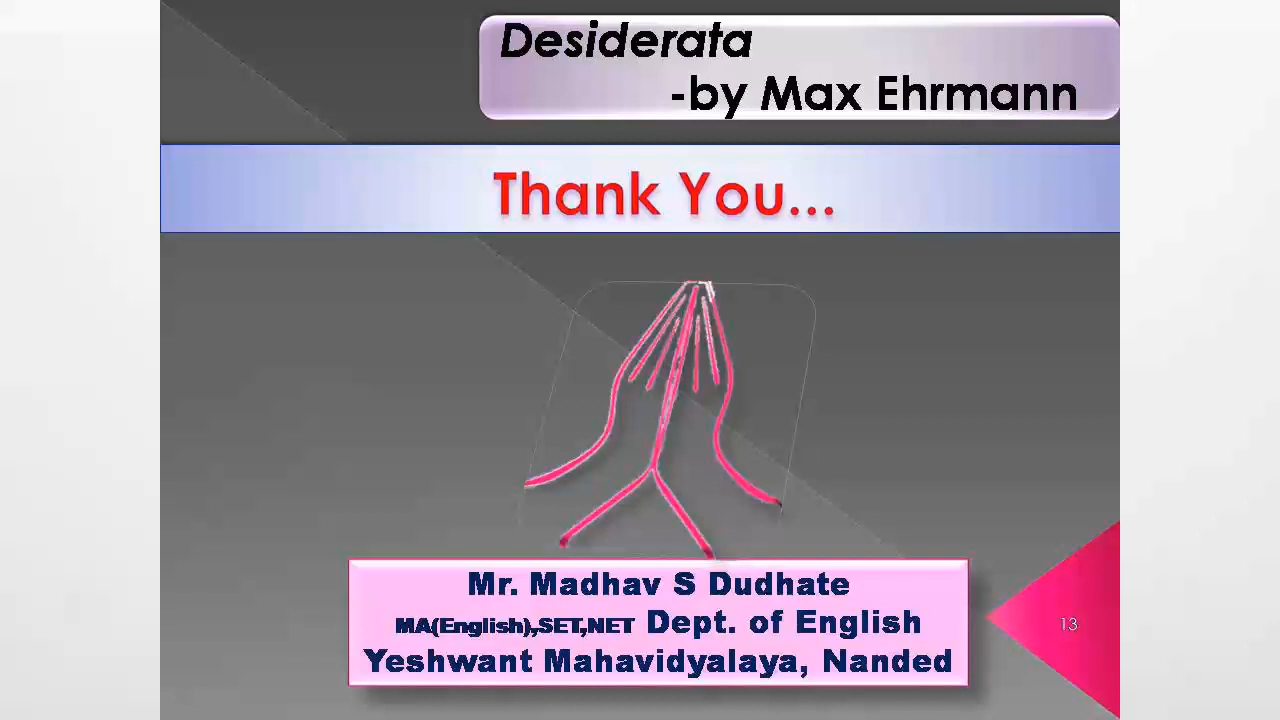 Desiderata
-by Max Ehrmann
Thank You...
Mr. Madhav S Dudhate
MA(English),SET,NET Dept. of English
Yeshwant Mahavidyalaya, Nanded
13